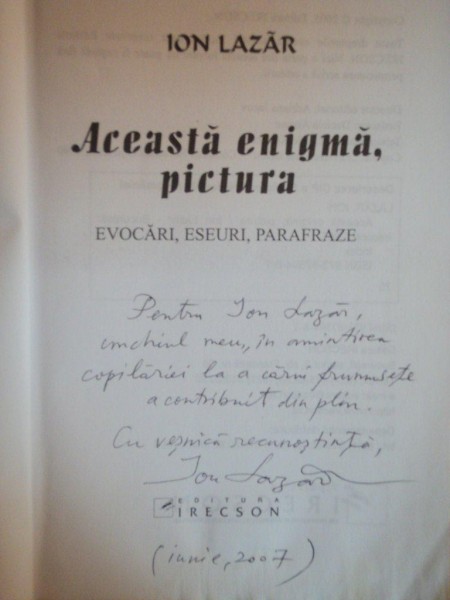 ION LAZĂR
Această enigmă,
pictura
EVOCĂRI, ESEURI, PARAFRAZE
Pentru Ion Lazăr,
unchiul meu, în amintirea
copilăriei la a cărui frumusețe
a contribuit din plin.
Cu veșnică recunoștință,
Ion Lazăr
EDITURA
IRECSON
(iunie, 2007)